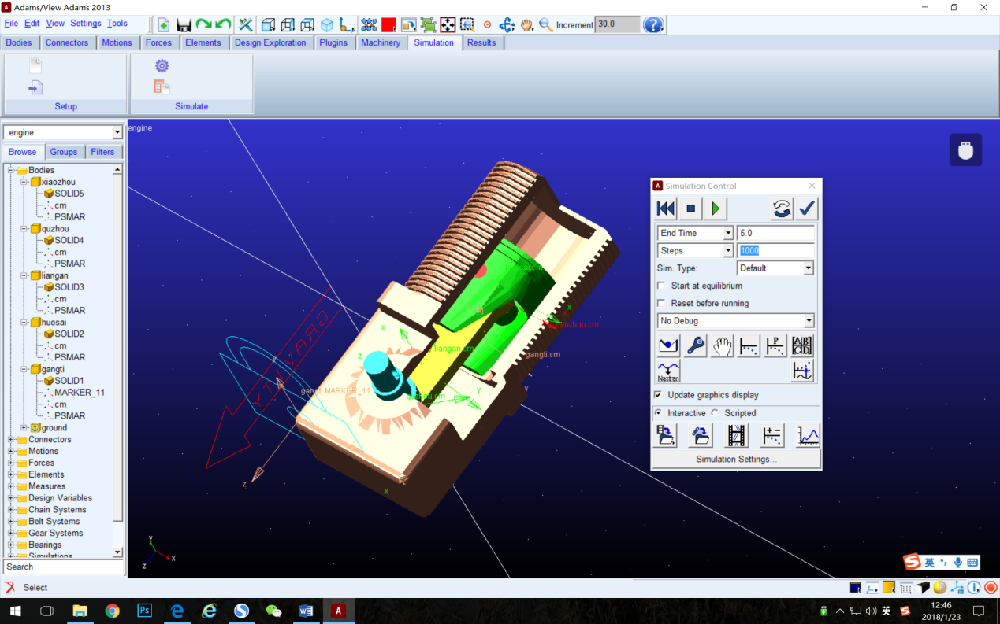 Adams/View Adams 2013
File Edit View Settings Tools
Increment 30.0
Bodies Connectors Motions Forces Elements Design Exploration Plugins Machinery Simulation Results
Setup Simulate
.engine
engine
Browse Groups Filters
Bodies
xiaozhou
SOLID5
cm
PSMAR
quzhou
SOLID4
cm
PSMAR
liangan
SOLID3
cm
PSMAR
huosai
SOLID2
cm
PSMAR
gangti
SOLID1
MARKER_11
cm
PSMAR
ground
Connectors
Motions
Forces
Elements
Measures
Design Variables
Chain Systems
Belt Systems
Gear Systems
Bearings
Simulations
Search
Select
GRAVITY
xiaozhou.cm
liangan.cm
gangti.cm
gangti.MARKER_11
quzhou.cm
x
y
z
Simulation Control
End Time 5.0
Steps 1000
Sim. Type: Default
Start at equilibrium
Reset before running
No Debug
P
A B
C D
Nastran
Update graphics display
Interactive Scripted
Simulation Settings...
英
Ps
英
12:46
2018/1/23